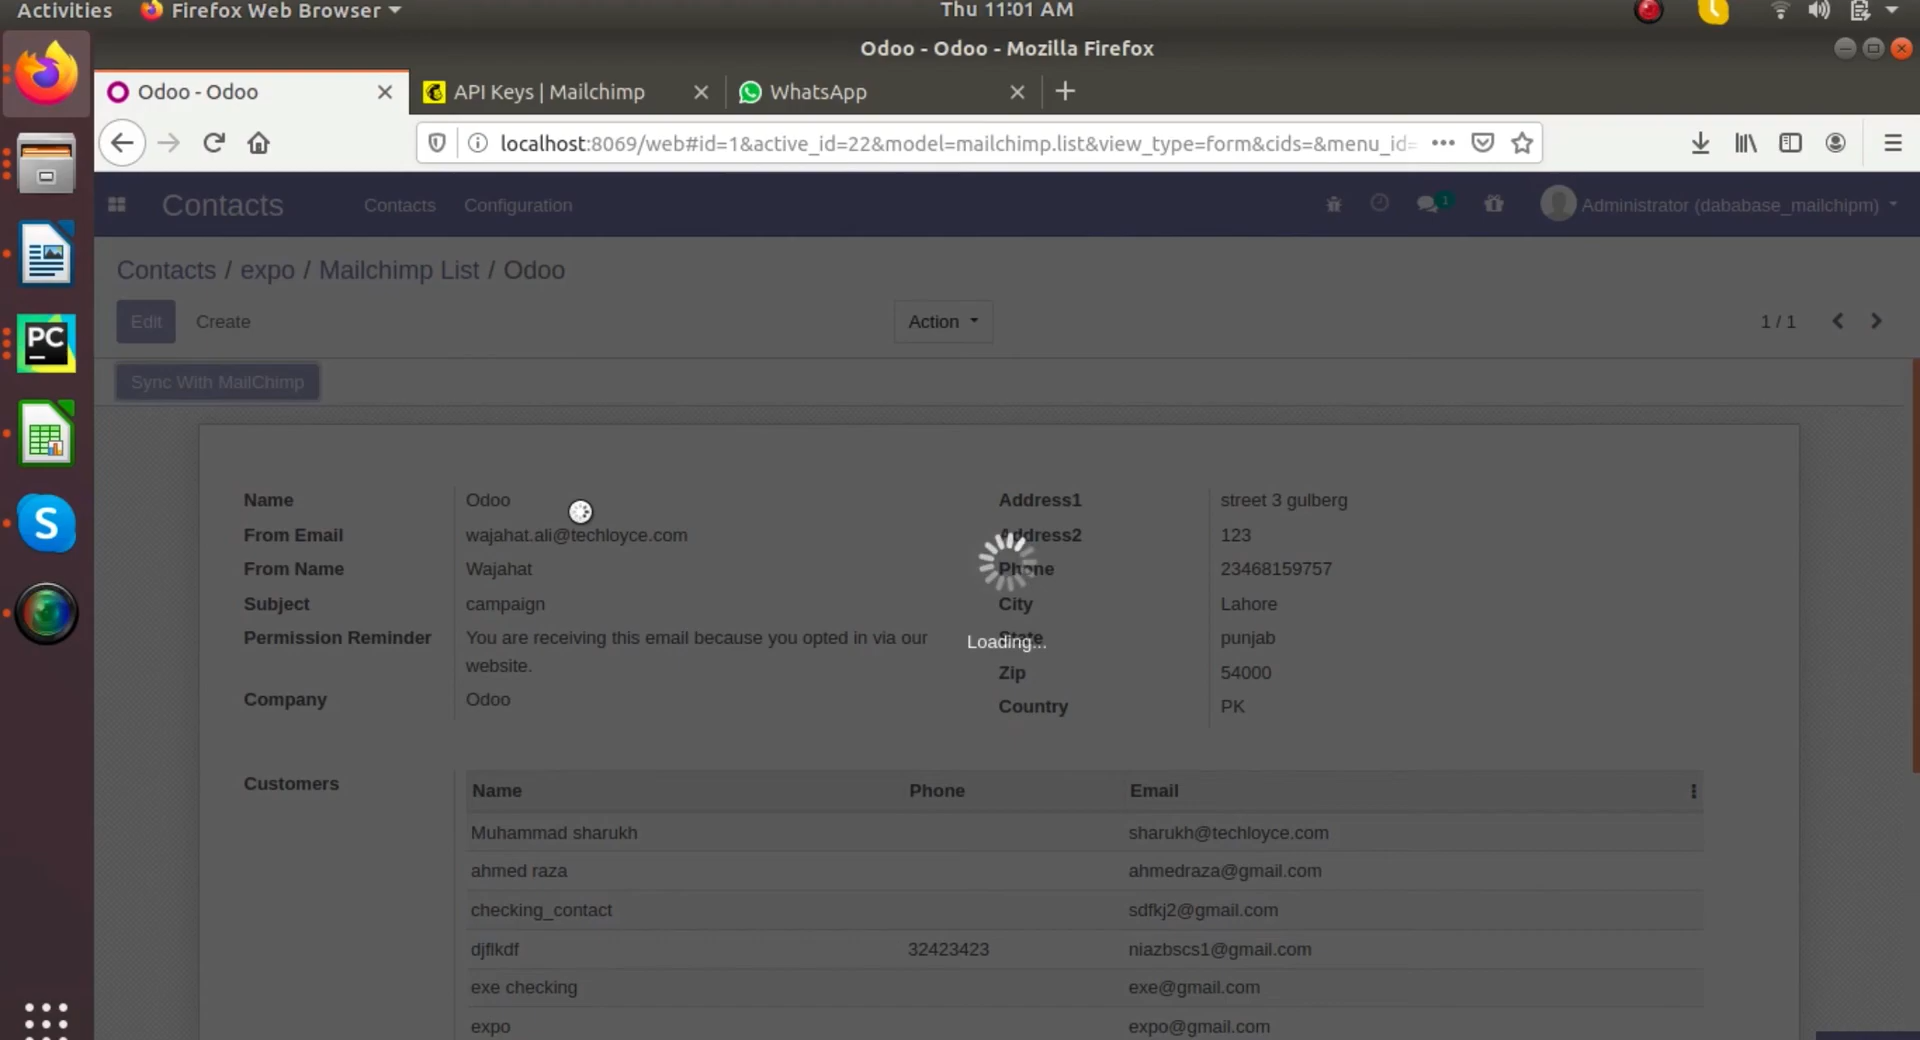 Activities Firefox Web Browser Thu 11:01 AM
Odoo - Odoo - Mozilla Firefox
Odoo - Odoo API Keys | Mailchimp WhatsApp
localhost:8069/web#id=1&active_id=22&model=mailchimp.list&view_type=form&cids=&menu_id=
Contacts Contacts Configuration 1 Administrator (dababase_mailchipm)
Contacts / expo / Mailchimp List / Odoo
Edit Create Action 1 / 1
Sync With MailChimp
Name Odoo Address1 street 3 gulberg
From Email wajahat.ali@techloyce.com Address2 123
From Name Wajahat Phone 23468159757
Subject campaign City Lahore
Permission Reminder You are receiving this email because you opted in via our State punjab
Loading...
website. Zip 54000
Company Odoo Country PK
Customers Name Phone Email
Muhammad sharukh sharukh@techloyce.com
ahmed raza ahmedraza@gmail.com
checking_contact sdfkj2@gmail.com
djflkdf 32423423 niazbscs1@gmail.com
exe checking exe@gmail.com
expo expo@gmail.com
PC
S